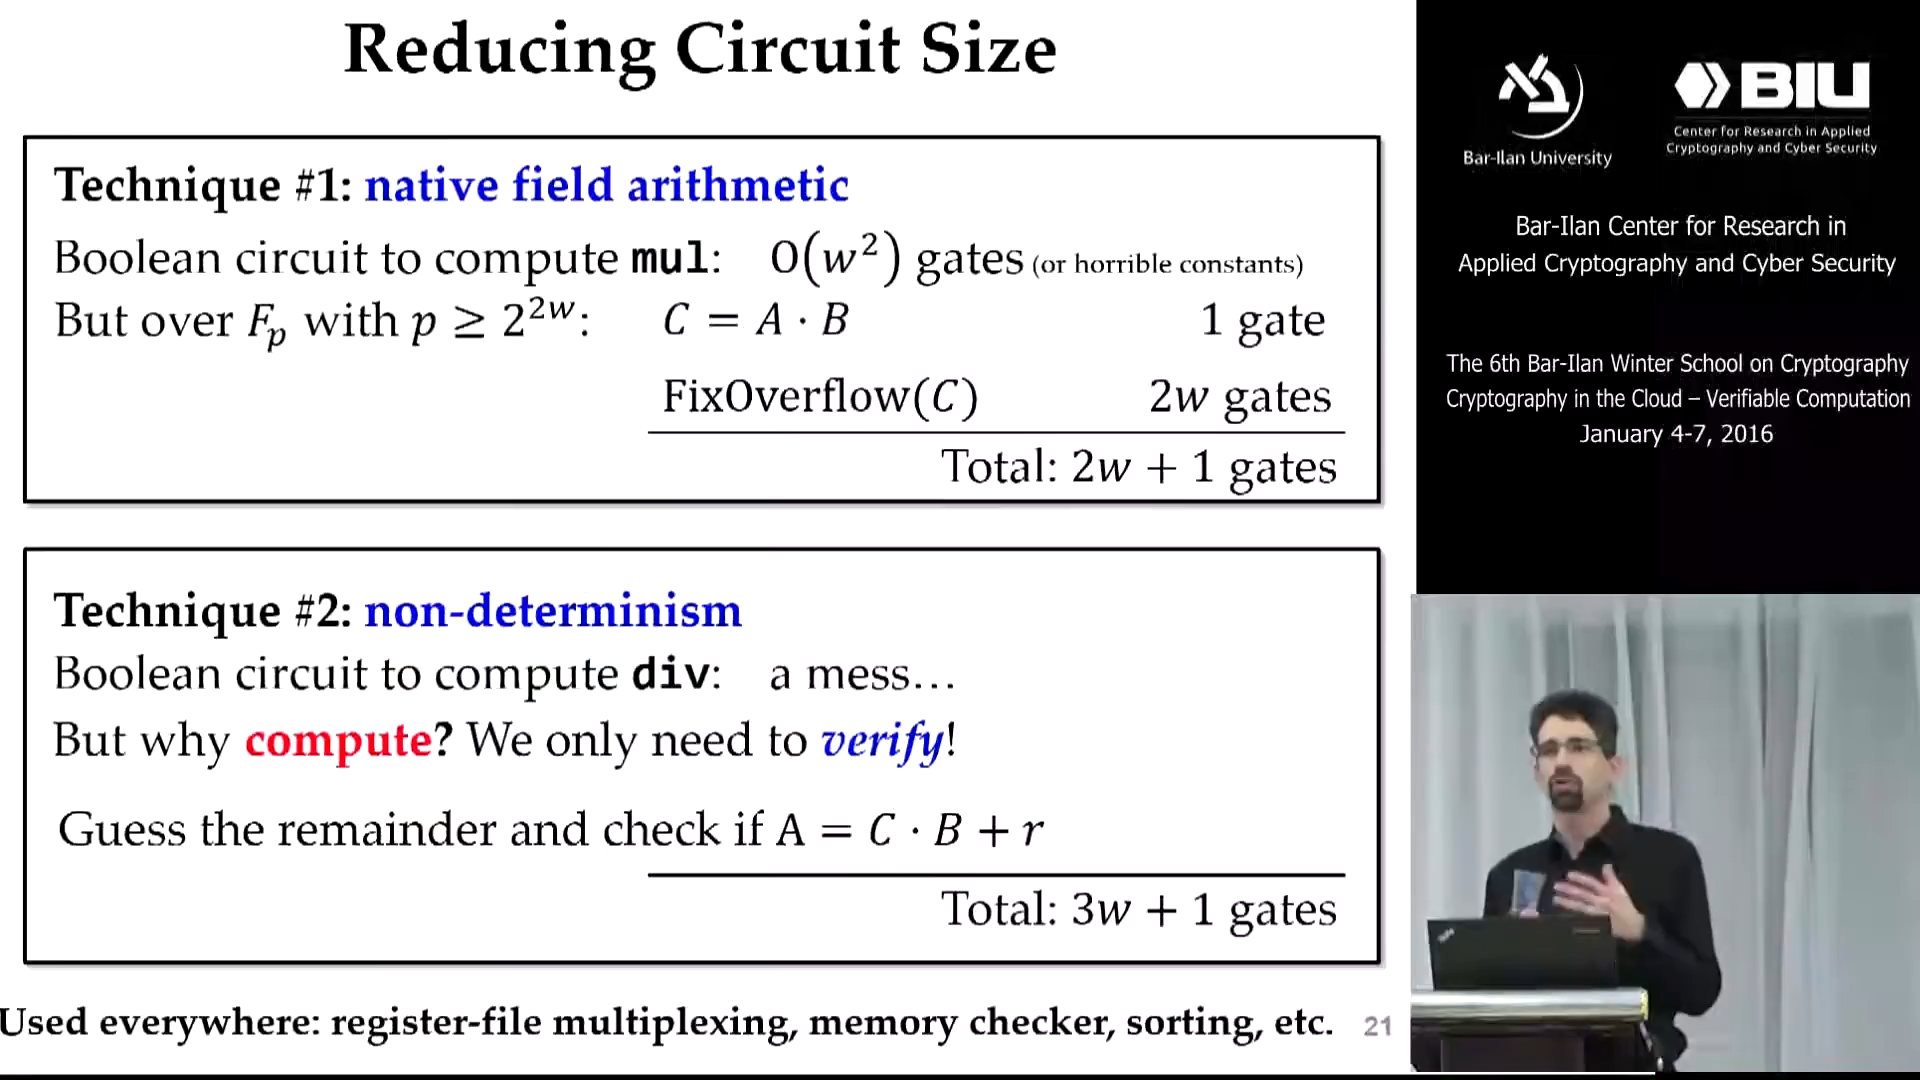 Reducing Circuit Size
Technique #1: native field arithmetic
Boolean circuit to compute mul: O(w²) gates (or horrible constants)
But over Fₚ with p ≥ 2²ʷ: C = A · B 1 gate
FixOverflow(C) 2w gates
Total: 2w + 1 gates
Technique #2: non-determinism
Boolean circuit to compute div: a mess…
But why compute? We only need to verify!
Guess the remainder and check if A = C · B + r
Total: 3w + 1 gates
Used everywhere: register-file multiplexing, memory checker, sorting, etc. 21
Bar-Ilan University
BIU
Center for Research in Applied
Cryptography and Cyber Security
Bar-Ilan Center for Research in
Applied Cryptography and Cyber Security
The 6th Bar-Ilan Winter School on Cryptography
Cryptography in the Cloud – Verifiable Computation
January 4-7, 2016